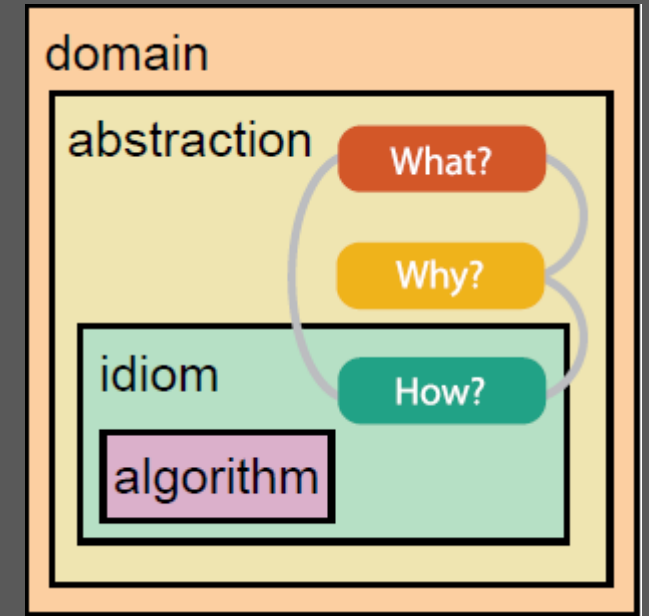 domain
abstraction
What?
Why?
idiom
How?
algorithm